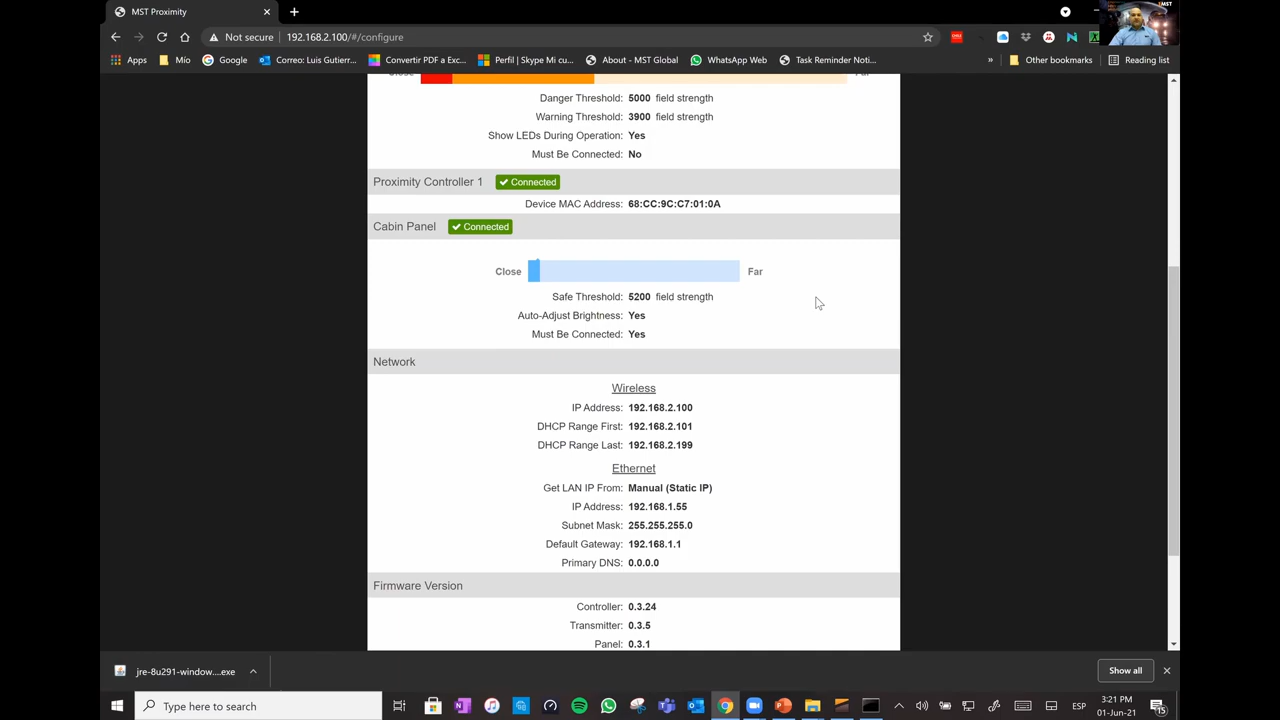 MST Proximity
Not secure
192.168.2.100/#/configure
Apps
Mío
Google
Correo: Luis Gutierr...
Convertir PDF a Exc...
Perfil | Skype Mi cu...
About - MST Global
WhatsApp Web
Task Reminder Noti...
»
Other bookmarks
Reading list
MST
Close
Far
Danger Threshold: 5000 field strength
Warning Threshold: 3900 field strength
Show LEDs During Operation: Yes
Must Be Connected: No
Proximity Controller 1 Connected
Device MAC Address: 68:CC:9C:C7:01:0A
Cabin Panel Connected
Close Far
Safe Threshold: 5200 field strength
Auto-Adjust Brightness: Yes
Must Be Connected: Yes
Network
Wireless
IP Address: 192.168.2.100
DHCP Range First: 192.168.2.101
DHCP Range Last: 192.168.2.199
Ethernet
Get LAN IP From: Manual (Static IP)
IP Address: 192.168.1.55
Subnet Mask: 255.255.255.0
Default Gateway: 192.168.1.1
Primary DNS: 0.0.0.0
Firmware Version
Controller: 0.3.24
Transmitter: 0.3.5
Panel: 0.3.1
jre-8u291-window....exe
Show all
Type here to search
ESP
3:21 PM
01-Jun-21
15